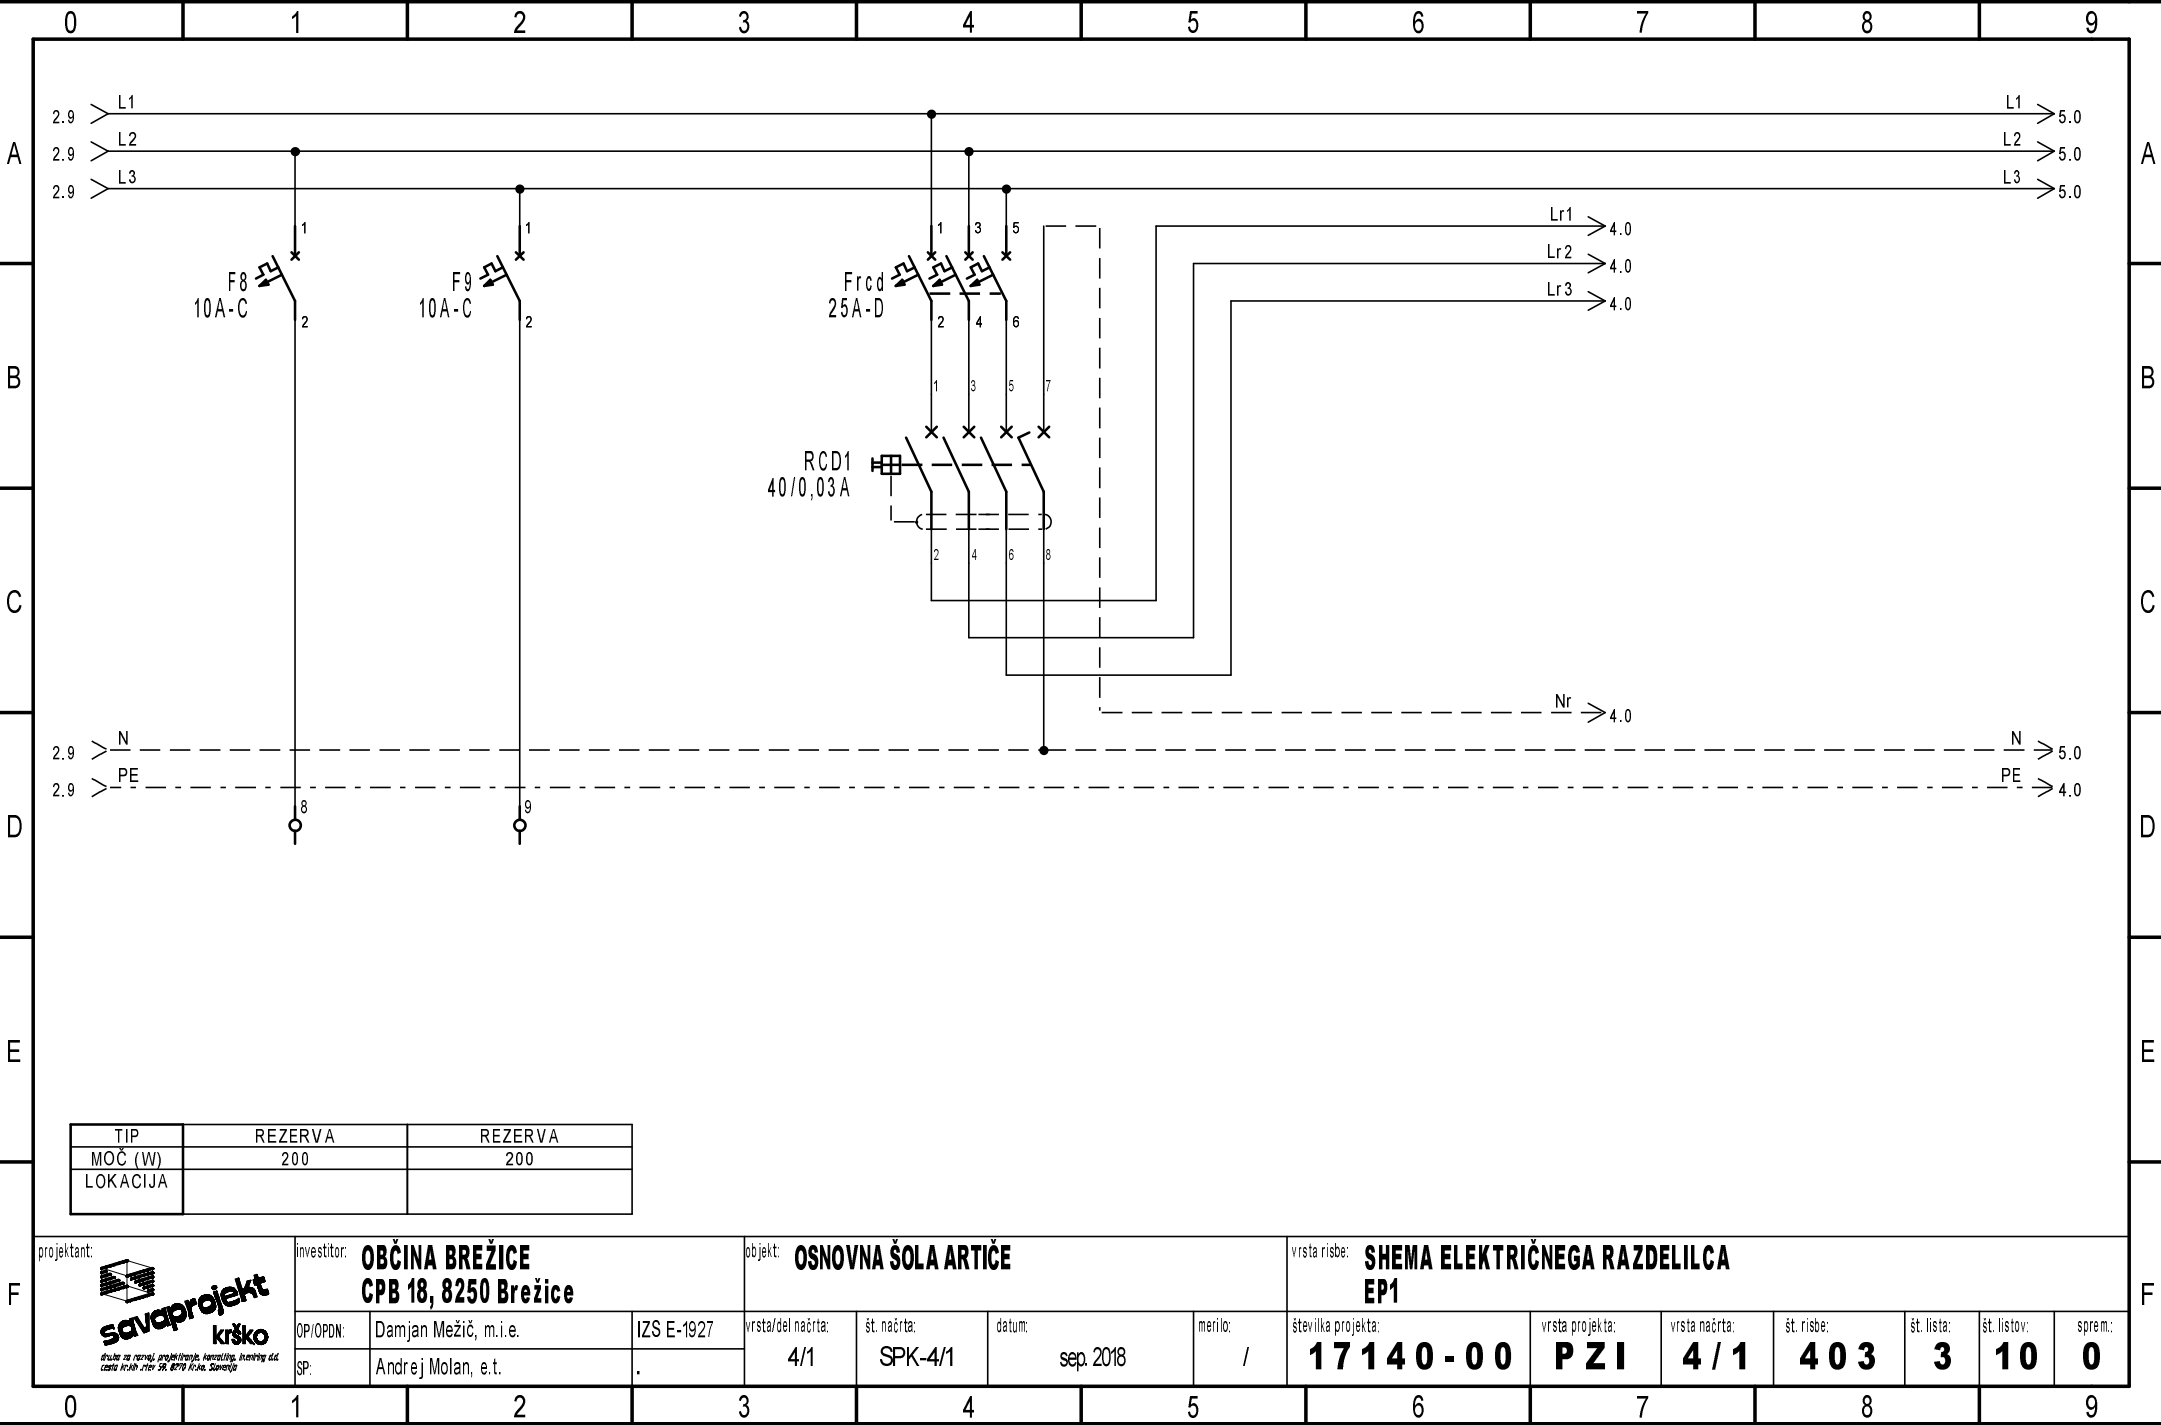 0 1 2 3 4 5 6 7 8 9
L1 L1
2.9 5.0
L2 L2
A 2.9 5.0 A
L3 L3
2.9 5.0
Lr1
1 1 1 3 5 4.0
Lr2
F8 F9 Frcd 4.0
10A-C 10A-C 25A-D Lr3
2 2 2 4 6 4.0
B 1 3 5 7 B
RCD1
40/0,03A
2 4 6 8
C C
Nr
4.0
N N
2.9 5.0
PE PE
2.9 4.0
8 9
D D
E E
TIP REZERVA REZERVA
MOČ (W) 200 200
LOKACIJA
projektant: investitor: OBČINA BREŽICE objekt: OSNOVNA ŠOLA ARTIČE vrsta risbe: SHEMA ELEKTRIČNEGA RAZDELILCA
CPB 18, 8250 Brežice EP1
F F
savaprojekt
krško
OP/OPDN: Damjan Mežič, m.i.e. IZS E-1927 vrsta/del načrta: št. načrta: datum: merilo: številka projekta: vrsta projekta: vrsta načrta: št. risbe: št. lista: št. listov: sprem.:
SP: Andrej Molan, e.t. . 4/1 SPK-4/1 sep. 2018 / 17140-00 PZI 4/1 403 3 10 0
0 1 2 3 4 5 6 7 8 9